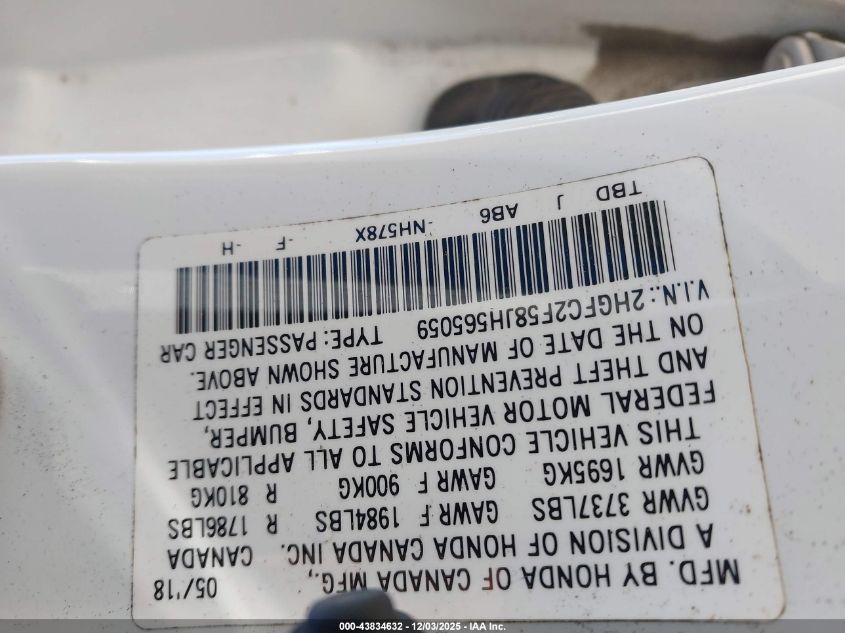 MFD. BY HONDA OF CANADA MFG., 05/'18
A DIVISION OF HONDA CANADA INC. CANADA
GVWR 3737LBS GAWR F 1984LBS R 1786LBS
GVWR 1695KG GAWR F 900KG R 810KG
THIS VEHICLE CONFORMS TO ALL APPLICABLE
FEDERAL MOTOR VEHICLE SAFETY, BUMPER,
AND THEFT PREVENTION STANDARDS IN EFFECT
ON THE DATE OF MANUFACTURE SHOWN ABOVE.
V.I.N.: 2HGFC2F58JH565059 TYPE: PASSENGER CAR
TBD J AB6 -NH578X -F -H
000-43834632 - 12/03/2025 - IAA Inc.